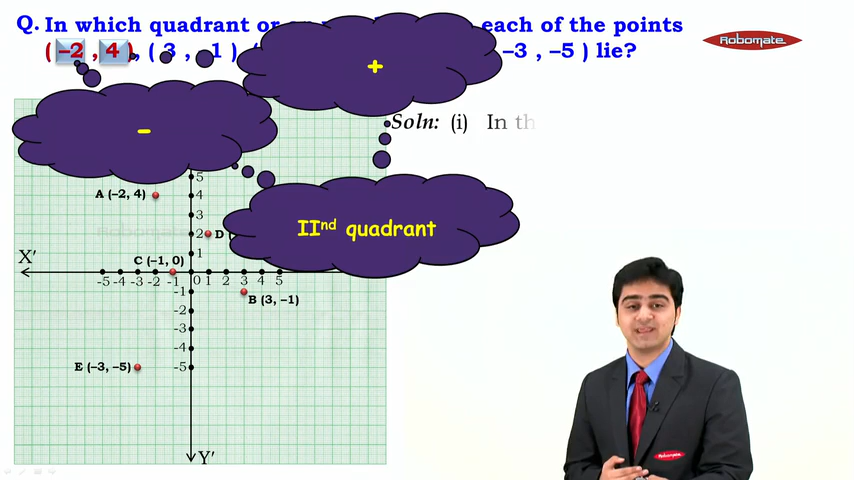 Q. In which quadrant or each of the points
( –2 , 4 ), ( 3 , 1 ), –3 , –5 ) lie?
Robomate
+
–
Soln: (i) In th
5
A (–2, 4) 4
3
IInd quadrant
2 D
1
C (–1, 0)
X′
-5 -4 -3 -2 -1 0 1 2 3 4 5
-1
B (3, –1)
-2
-3
-4
E (–3, –5) -5
Y′
Robomate